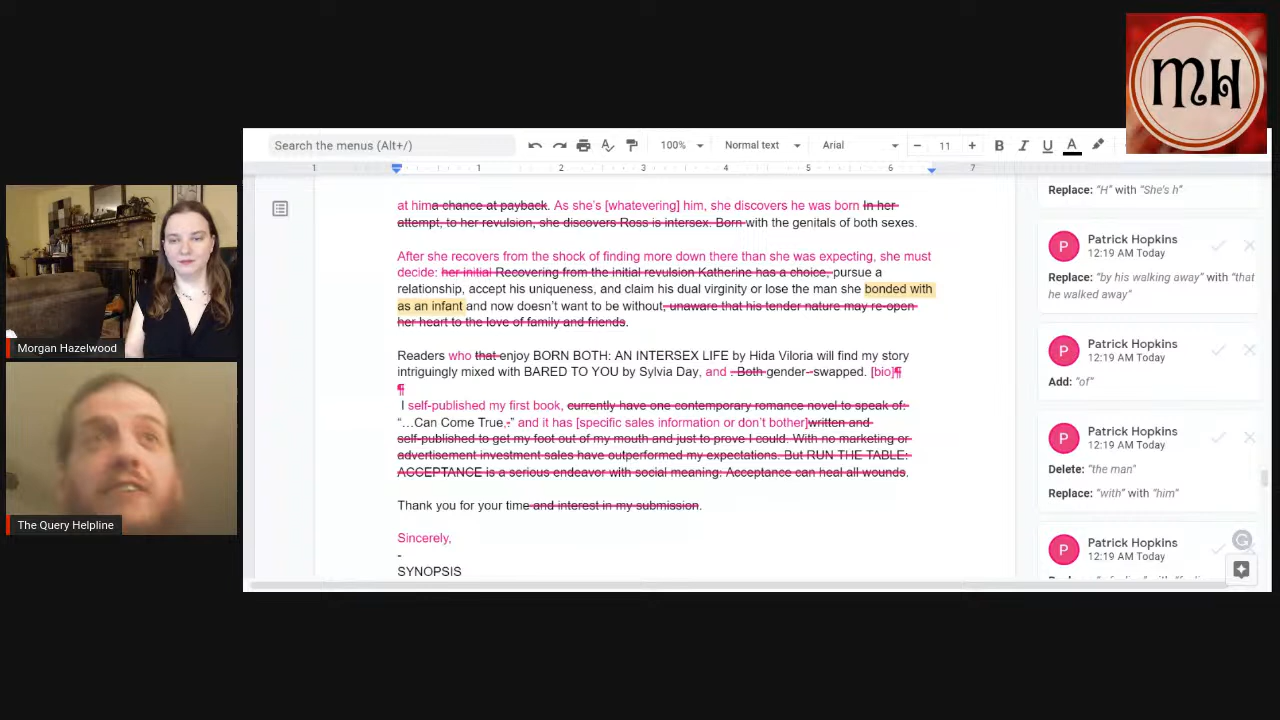 MH
Search the menus (Alt+/)
100%
Normal text
Arial
11
B I U A
1 1 2 3 4 5 6 7
at him a chance at payback. As she's [whatevering] him, she discovers he was born In her
attempt, to her revulsion, she discovers Ross is intersex. Born with the genitals of both sexes.
After she recovers from the shock of finding more down there than she was expecting, she must
decide: her initial Recovering from the initial revulsion Katherine has a choice, pursue a
relationship, accept his uniqueness, and claim his dual virginity or lose the man she bonded with
as an infant and now doesn't want to be without, unaware that his tender nature may re-open
her heart to the love of family and friends.
Readers who that enjoy BORN BOTH: AN INTERSEX LIFE by Hida Viloria will find my story
intriguingly mixed with BARED TO YOU by Sylvia Day, and . Both gender--swapped. [bio]¶
¶
I self-published my first book, currently have one contemporary romance novel to speak of:
“…Can Come True,.” and it has [specific sales information or don't bother]written and
self-published to get my foot out of my mouth and just to prove I could. With no marketing or
advertisement investment sales have outperformed my expectations. But RUN THE TABLE:
ACCEPTANCE is a serious endeavor with social meaning: Acceptance can heal all wounds.
Thank you for your time and interest in my submission.
Sincerely,
-
SYNOPSIS
Replace: “H” with “She's h”
P
Patrick Hopkins
12:19 AM Today
Replace: “by his walking away” with “that
he walked away”
P
Patrick Hopkins
12:19 AM Today
Add: “of”
P
Patrick Hopkins
12:19 AM Today
Delete: “the man”
Replace: “with” with “him”
P
Patrick Hopkins
12:19 AM Today
Morgan Hazelwood
The Query Helpline